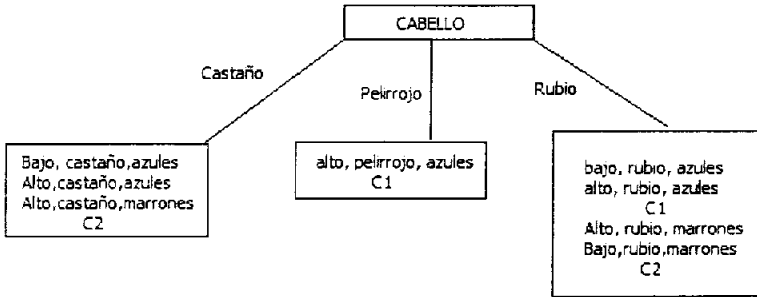 CABELLO
Castaño
Pelirrojo
Rubio
Bajo, castaño,azules
Alto,castaño,azules
Alto,castaño,marrones
C2
alto, pelirrojo, azules
C1
bajo, rubio, azules
alto, rubio, azules
C1
Alto, rubio, marrones
Bajo,rubio,marrones
C2